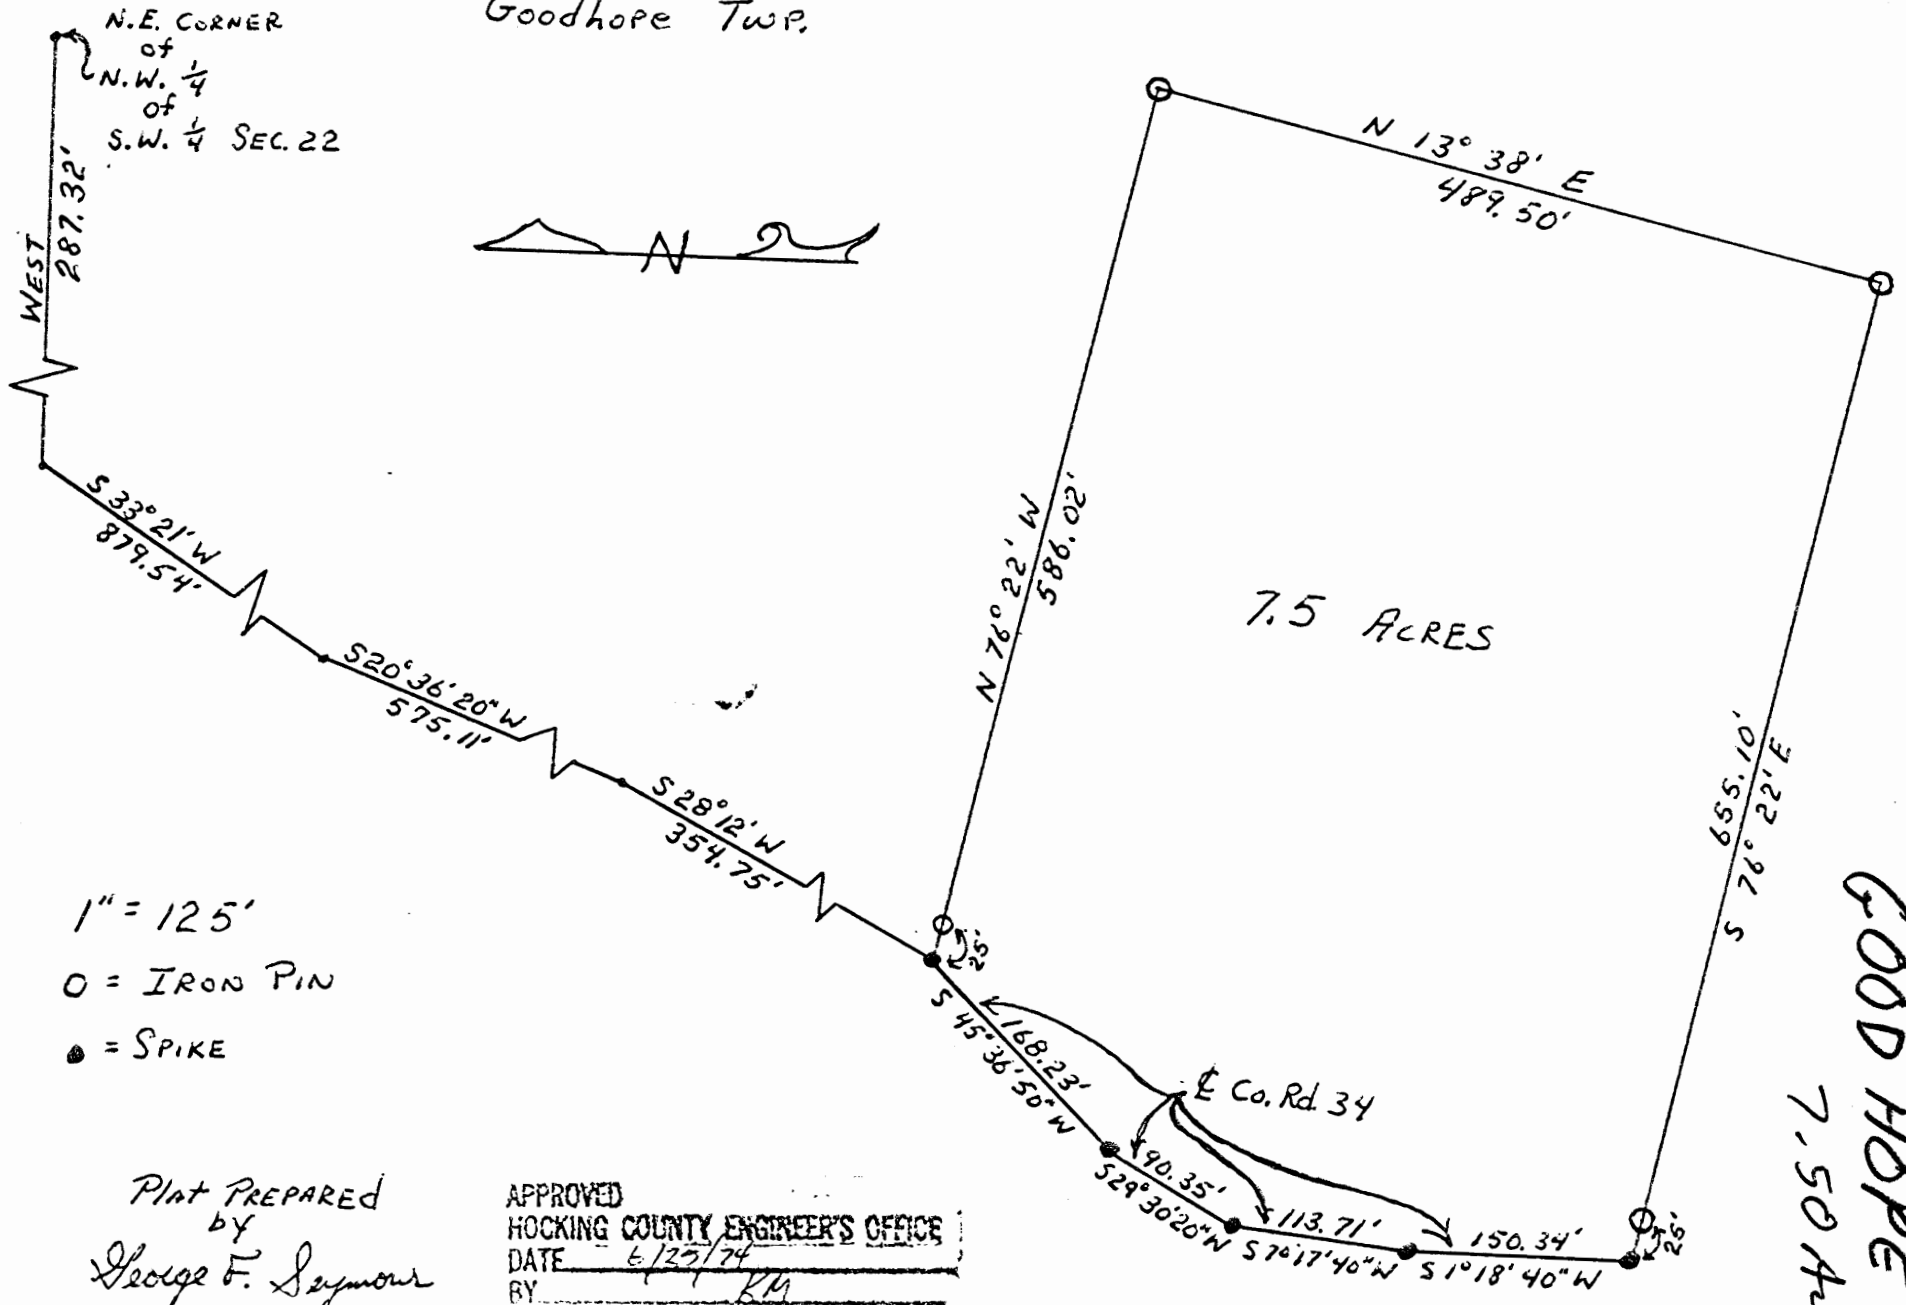 Goodhope Twp.
N.E. CORNER
of
N.W. 1/4
of
S.W. 1/4 SEC. 22
WEST
287.32'
N
N 13° 38' E
489.50'
S 33° 21' W
879.54'
S 20° 36' 20" W
575.11'
S 28° 12' W
354.75'
N 76° 22' W
586.02'
7.5 ACRES
655.10'
S 76° 22' E
25'
168.23'
S 45° 36' 50" W
℄ Co. Rd. 34
90.35'
S 29° 30' 20" W
113.71'
S 7° 17' 40" W
150.34'
S 1° 18' 40" W
25'
1" = 125'
O = IRON PIN
● = SPIKE
Plat PREPAREd
by
George F. Seymour
APPROVED
HOCKING COUNTY ENGINEER'S OFFICE
DATE 6/25/74
BY KM
GOOD HOPE
7.50 A